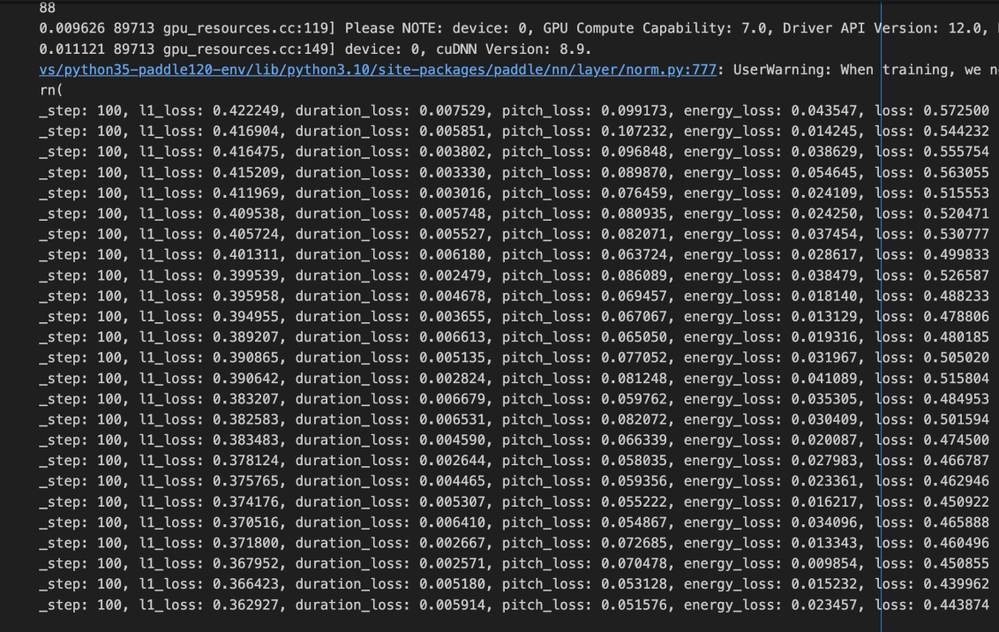 88
0.009626 89713 gpu_resources.cc:119] Please NOTE: device: 0, GPU Compute Capability: 7.0, Driver API Version: 12.0,
0.011121 89713 gpu_resources.cc:149] device: 0, cuDNN Version: 8.9.
vs/python35-paddle120-env/lib/python3.10/site-packages/paddle/nn/layer/norm.py:777: UserWarning: When training, we
rn(
_step: 100, l1_loss: 0.422249, duration_loss: 0.007529, pitch_loss: 0.099173, energy_loss: 0.043547, loss: 0.572500
_step: 100, l1_loss: 0.416904, duration_loss: 0.005851, pitch_loss: 0.107232, energy_loss: 0.014245, loss: 0.544232
_step: 100, l1_loss: 0.416475, duration_loss: 0.003802, pitch_loss: 0.096848, energy_loss: 0.038629, loss: 0.555754
_step: 100, l1_loss: 0.415209, duration_loss: 0.003330, pitch_loss: 0.089870, energy_loss: 0.054645, loss: 0.563055
_step: 100, l1_loss: 0.411969, duration_loss: 0.003016, pitch_loss: 0.076459, energy_loss: 0.024109, loss: 0.515553
_step: 100, l1_loss: 0.409538, duration_loss: 0.005748, pitch_loss: 0.080935, energy_loss: 0.024250, loss: 0.520471
_step: 100, l1_loss: 0.405724, duration_loss: 0.005527, pitch_loss: 0.082071, energy_loss: 0.037454, loss: 0.530777
_step: 100, l1_loss: 0.401311, duration_loss: 0.006180, pitch_loss: 0.063724, energy_loss: 0.028617, loss: 0.499833
_step: 100, l1_loss: 0.399539, duration_loss: 0.002479, pitch_loss: 0.086089, energy_loss: 0.038479, loss: 0.526587
_step: 100, l1_loss: 0.395958, duration_loss: 0.004678, pitch_loss: 0.069457, energy_loss: 0.018140, loss: 0.488233
_step: 100, l1_loss: 0.394955, duration_loss: 0.003655, pitch_loss: 0.067067, energy_loss: 0.013129, loss: 0.478806
_step: 100, l1_loss: 0.389207, duration_loss: 0.006613, pitch_loss: 0.065050, energy_loss: 0.019316, loss: 0.480185
_step: 100, l1_loss: 0.390865, duration_loss: 0.005135, pitch_loss: 0.077052, energy_loss: 0.031967, loss: 0.505020
_step: 100, l1_loss: 0.390642, duration_loss: 0.002824, pitch_loss: 0.081248, energy_loss: 0.041089, loss: 0.515804
_step: 100, l1_loss: 0.383207, duration_loss: 0.006679, pitch_loss: 0.059762, energy_loss: 0.035305, loss: 0.484953
_step: 100, l1_loss: 0.382583, duration_loss: 0.006531, pitch_loss: 0.082072, energy_loss: 0.030409, loss: 0.501594
_step: 100, l1_loss: 0.383483, duration_loss: 0.004590, pitch_loss: 0.066339, energy_loss: 0.020087, loss: 0.474500
_step: 100, l1_loss: 0.378124, duration_loss: 0.002644, pitch_loss: 0.058035, energy_loss: 0.027983, loss: 0.466787
_step: 100, l1_loss: 0.375765, duration_loss: 0.004465, pitch_loss: 0.059356, energy_loss: 0.023361, loss: 0.462946
_step: 100, l1_loss: 0.374176, duration_loss: 0.005307, pitch_loss: 0.055222, energy_loss: 0.016217, loss: 0.450922
_step: 100, l1_loss: 0.370516, duration_loss: 0.006410, pitch_loss: 0.054867, energy_loss: 0.034096, loss: 0.465888
_step: 100, l1_loss: 0.371800, duration_loss: 0.002667, pitch_loss: 0.072685, energy_loss: 0.013343, loss: 0.460496
_step: 100, l1_loss: 0.367952, duration_loss: 0.002571, pitch_loss: 0.070478, energy_loss: 0.009854, loss: 0.450855
_step: 100, l1_loss: 0.366423, duration_loss: 0.005180, pitch_loss: 0.053128, energy_loss: 0.015232, loss: 0.439962
_step: 100, l1_loss: 0.362927, duration_loss: 0.005914, pitch_loss: 0.051576, energy_loss: 0.023457, loss: 0.443874